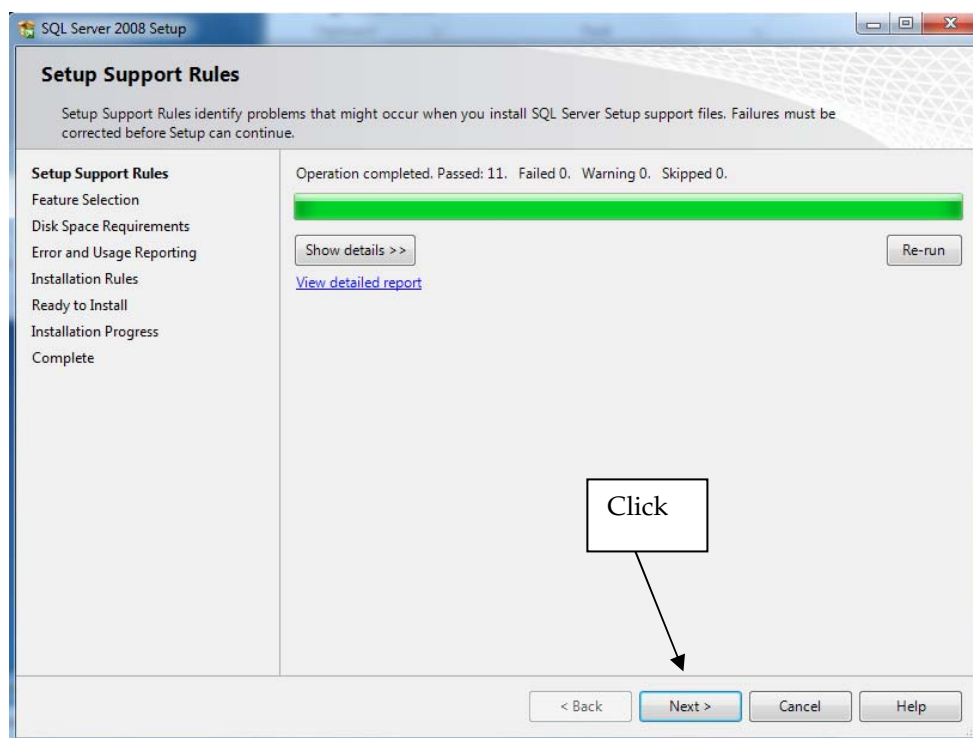 SQL Server 2008 Setup
Setup Support Rules
Setup Support Rules identify problems that might occur when you install SQL Server Setup support files. Failures must be
corrected before Setup can continue.
Setup Support Rules
Feature Selection
Disk Space Requirements
Error and Usage Reporting
Installation Rules
Ready to Install
Installation Progress
Complete
Operation completed. Passed: 11.   Failed 0.   Warning 0.   Skipped 0.
Show details >>
Re-run
View detailed report
Click
< Back
Next >
Cancel
Help